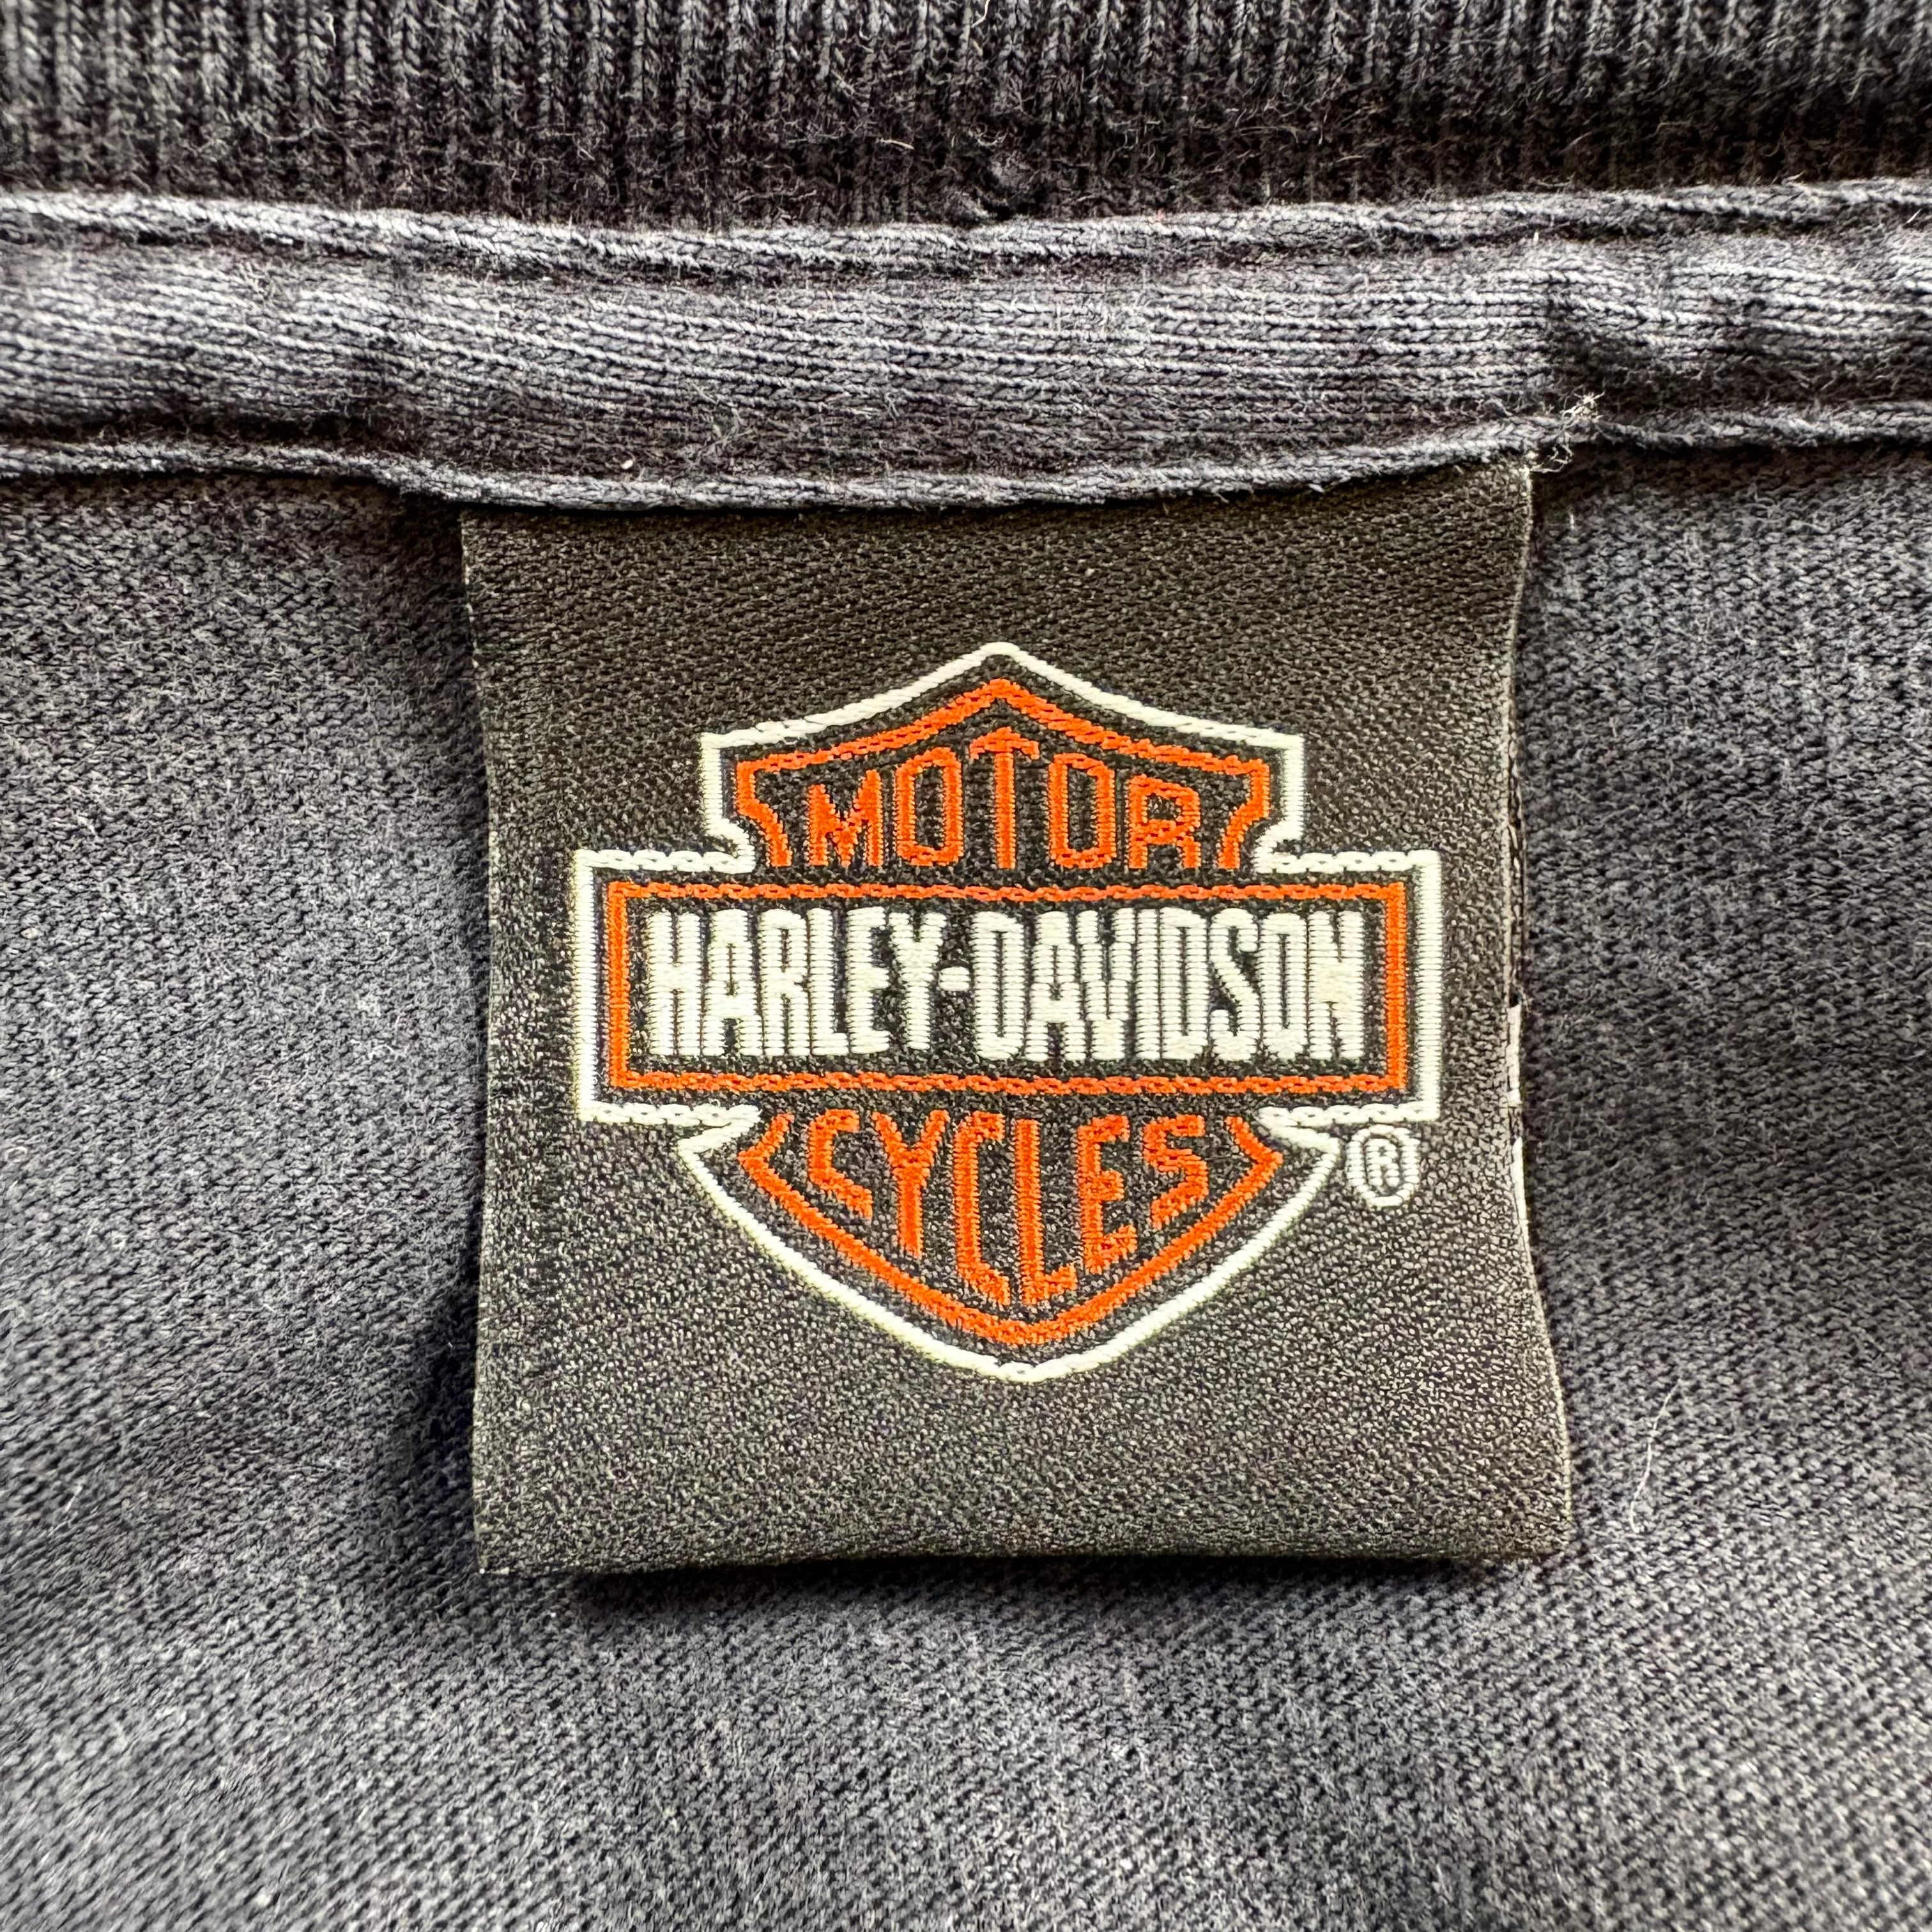 MOTOR
HARLEY-DAVIDSON
CYCLES
®